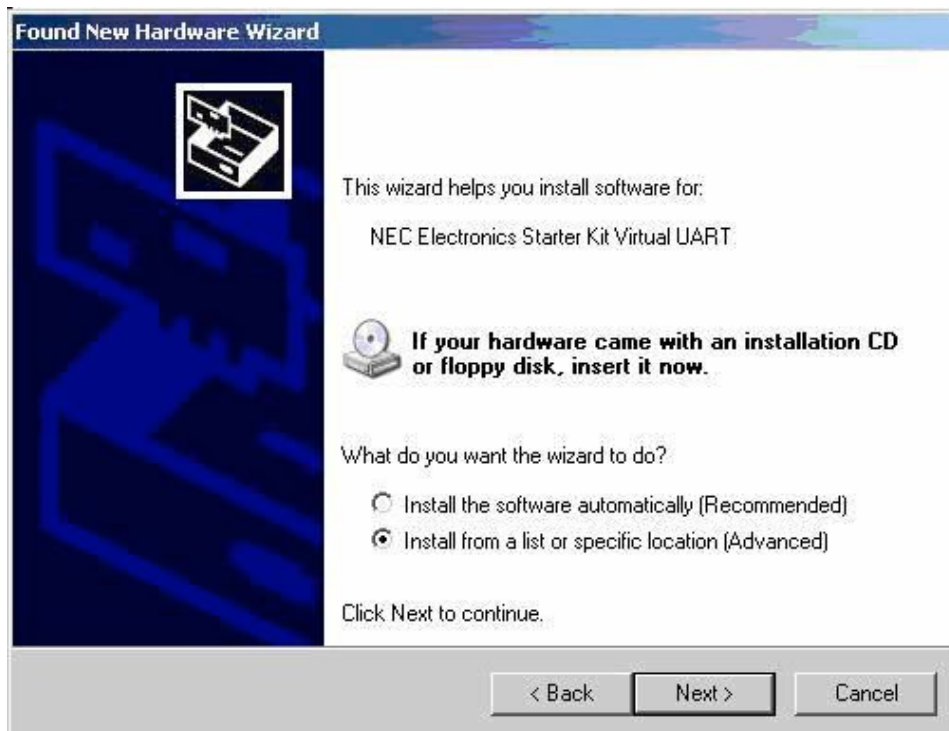 Found New Hardware Wizard
This wizard helps you install software for:
NEC Electronics Starter Kit Virtual UART
If your hardware came with an installation CD
or floppy disk, insert it now.
What do you want the wizard to do?
Install the software automatically (Recommended)
Install from a list or specific location (Advanced)
Click Next to continue.
< Back Next > Cancel